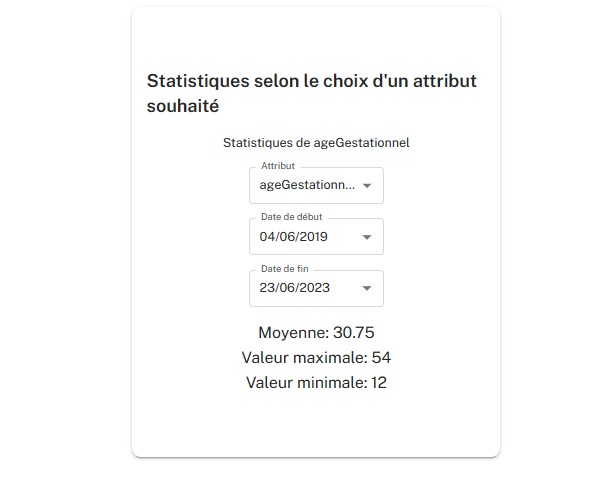 Statistiques selon le choix d'un attribut
souhaité
Statistiques de ageGestationnel
Attribut
ageGestationn...
Date de début
04/06/2019
Date de fin
23/06/2023
Moyenne: 30.75
Valeur maximale: 54
Valeur minimale: 12